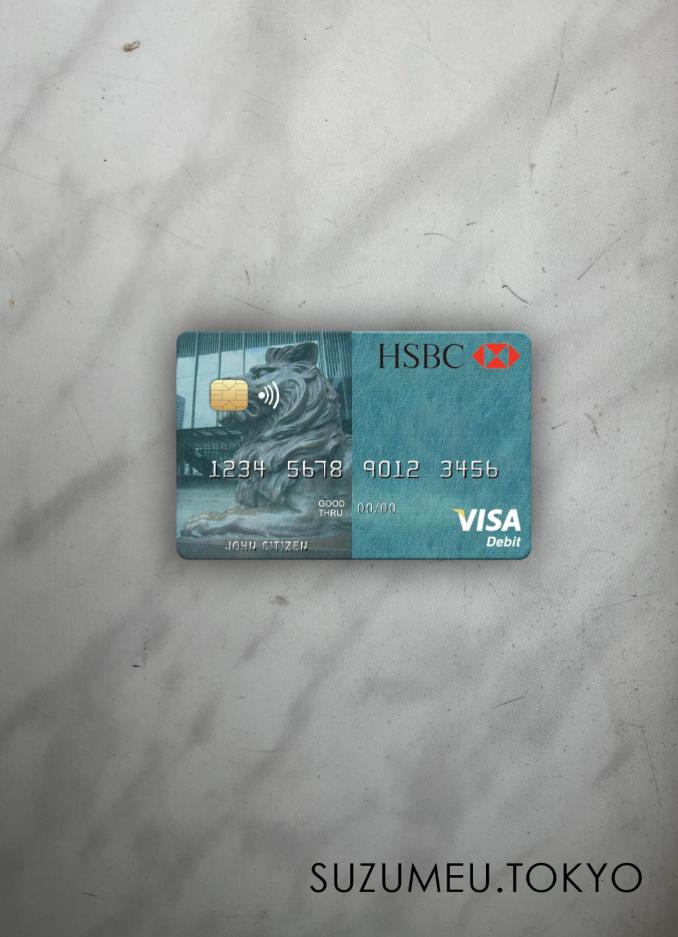 HSBC
1234 5678 9012 3456
GOOD
THRU 00/00
VISA
Debit
JOHN CITIZEN
SUZUMEU.TOKYO